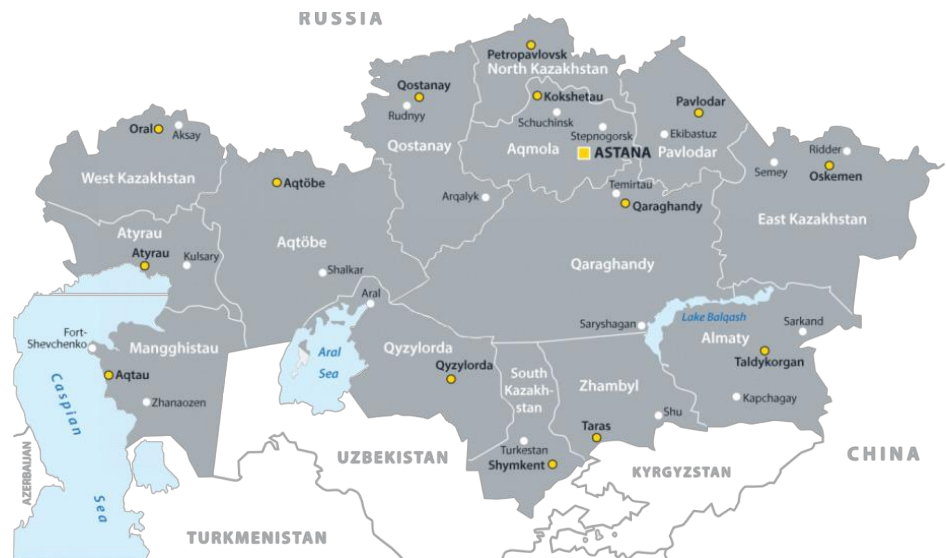 RUSSIA
Petropavlovsk
North Kazakhstan
Qostanay
Rudnyy
Kokshetau
Schuchinsk
Stepnogorsk
Pavlodar
Ekibastuz
Oral
Aksay
Qostanay
Aqmola
ASTANA
Pavlodar
Ridder
Semey
Oskemen
West Kazakhstan
Aqtöbe
Arqalyk
Temirtau
Qaraghandy
East Kazakhstan
Atyrau
Aqtöbe
Atyrau
Kulsary
Shalkar
Qaraghandy
Aral
Lake Balqash
Saryshagan
Sarkand
Fort-
Shevchenko
Mangghistau
Aral
Sea
Qyzylorda
Almaty
Taldykorgan
Aqtau
Qyzylorda
South
Kazakh-
stan
Zhambyl
Caspian
Sea
Zhanaozen
Kapchagay
Shu
Taras
Turkestan
Shymkent
UZBEKISTAN
KYRGYZSTAN
CHINA
AZERBAIJAN
TURKMENISTAN